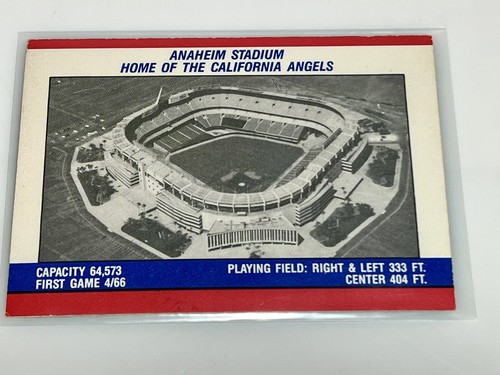 ANAHEIM STADIUM
HOME OF THE CALIFORNIA ANGELS
CAPACITY 64,573
FIRST GAME 4/66
PLAYING FIELD: RIGHT & LEFT 333 FT.
CENTER 404 FT.